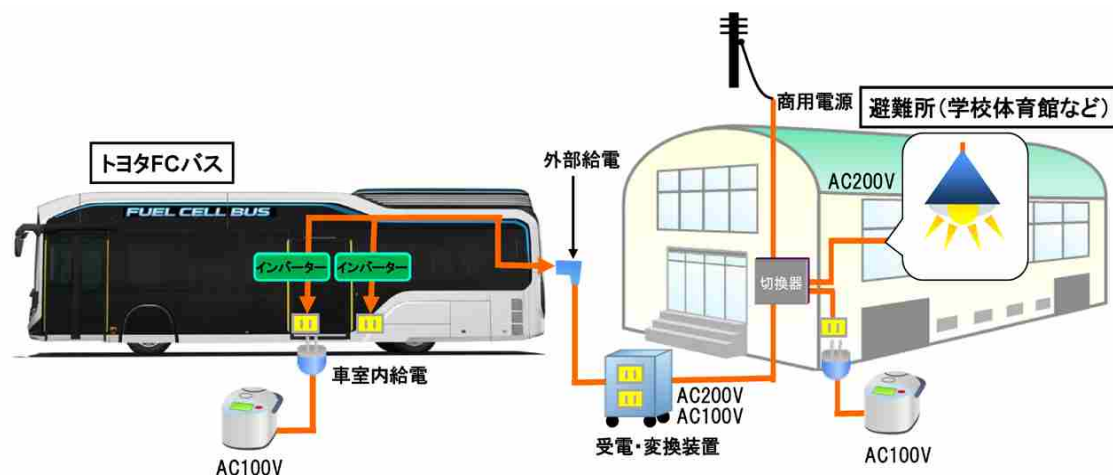 商用電源
避難所(学校体育館など)
トヨタFCバス
外部給電
AC200V
FUEL CELL BUS
インバーター
インバーター
切換器
車室内給電
AC200V
AC100V
受電・変換装置
AC100V
AC100V